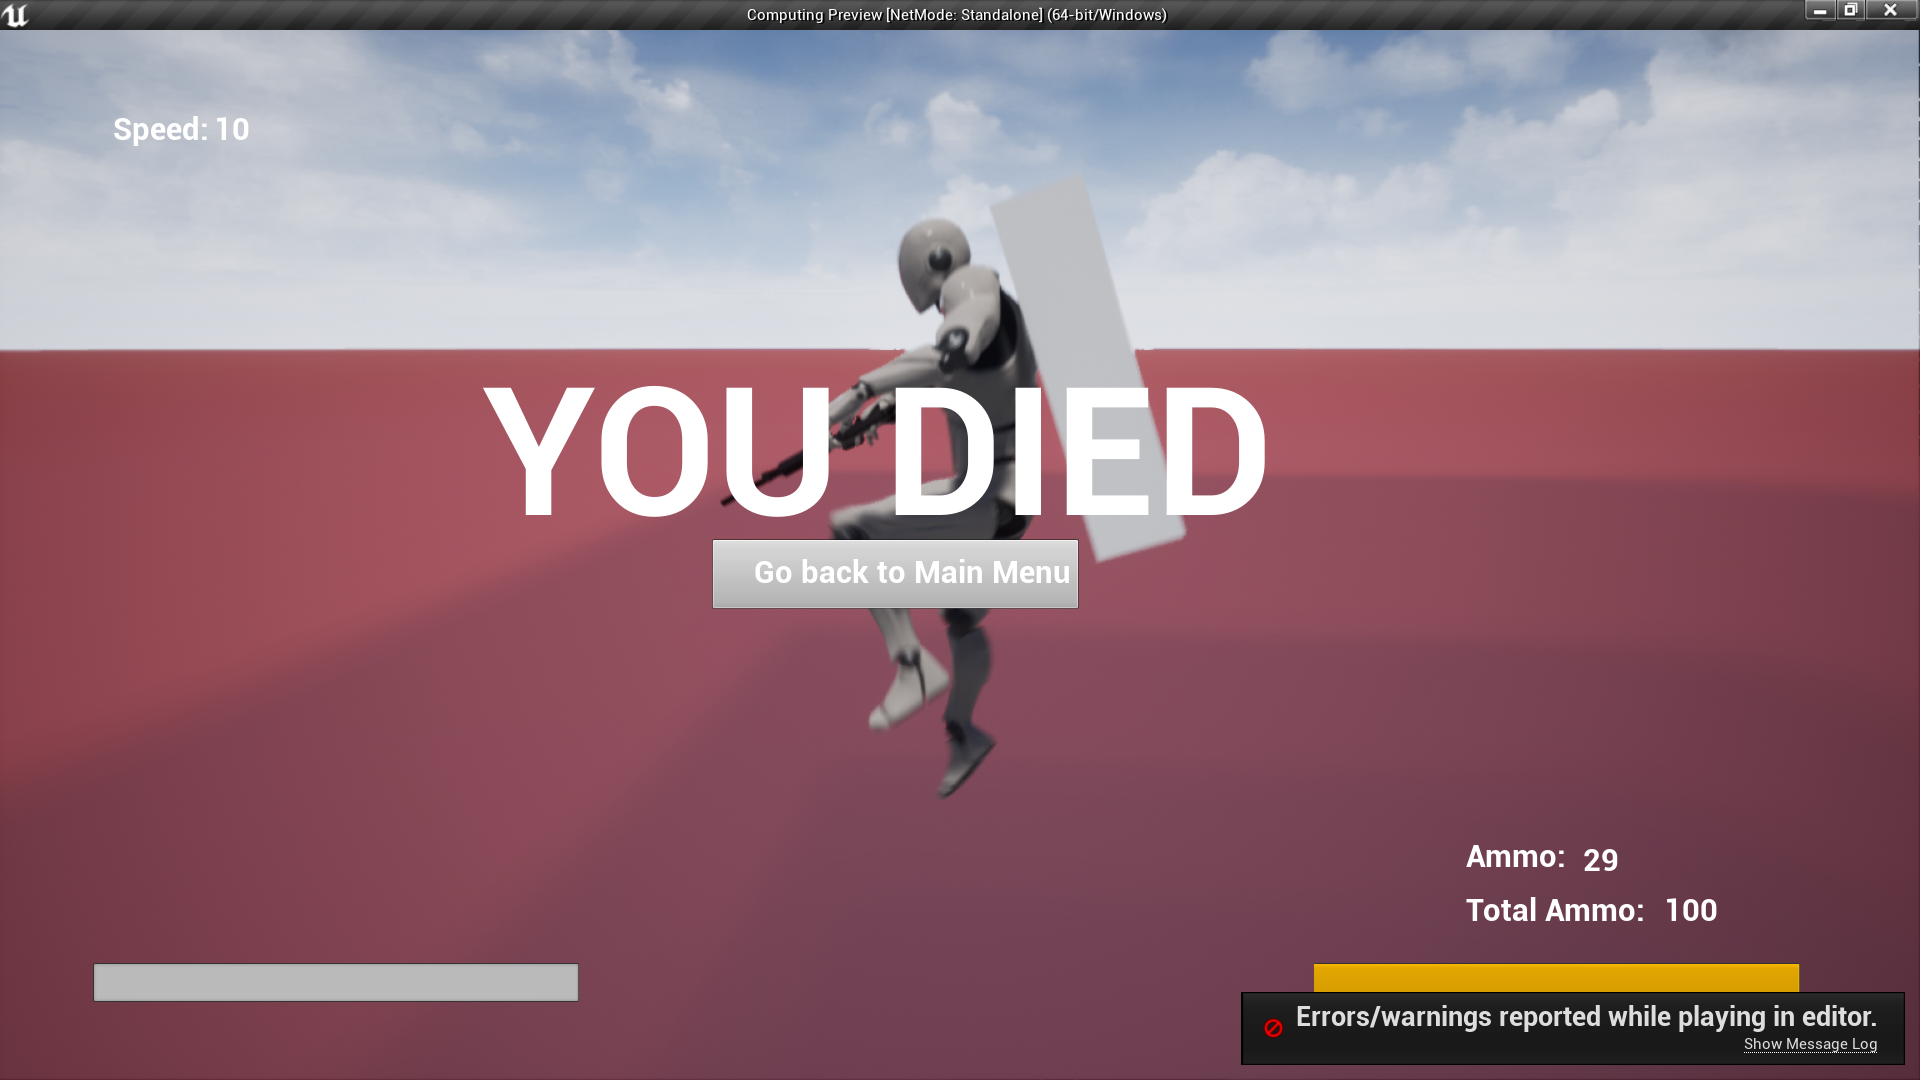 Computing Preview [NetMode: Standalone] (64-bit/Windows)
Speed: 10
YOU DIED
Go back to Main Menu
Ammo: 29
Total Ammo: 100
Errors/warnings reported while playing in editor.
Show Message Log